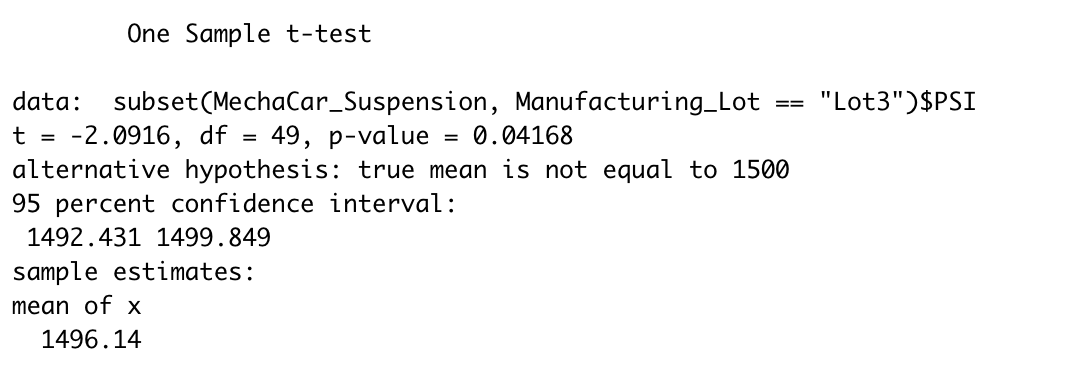 One Sample t-test
data:  subset(MechaCar_Suspension, Manufacturing_Lot == "Lot3")$PSI
t = -2.0916, df = 49, p-value = 0.04168
alternative hypothesis: true mean is not equal to 1500
95 percent confidence interval:
1492.431 1499.849
sample estimates:
mean of x
1496.14